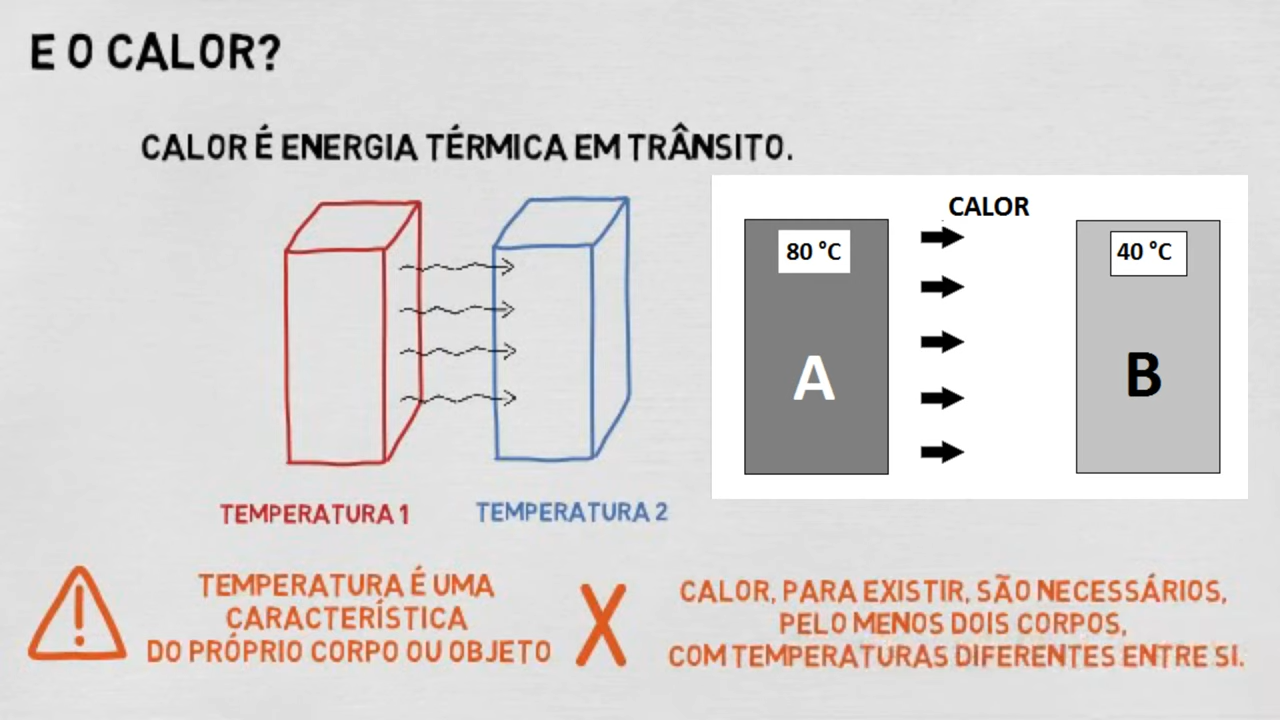 E O CALOR?
CALOR É ENERGIA TÉRMICA EM TRÂNSITO.
CALOR
80 °C
40 °C
A
B
TEMPERATURA 1
TEMPERATURA 2
TEMPERATURA É UMA
CARACTERÍSTICA
DO PRÓPRIO CORPO OU OBJETO
X
CALOR, PARA EXISTIR, SÃO NECESSÁRIOS,
PELO MENOS DOIS CORPOS,
COM TEMPERATURAS DIFERENTES ENTRE SI.